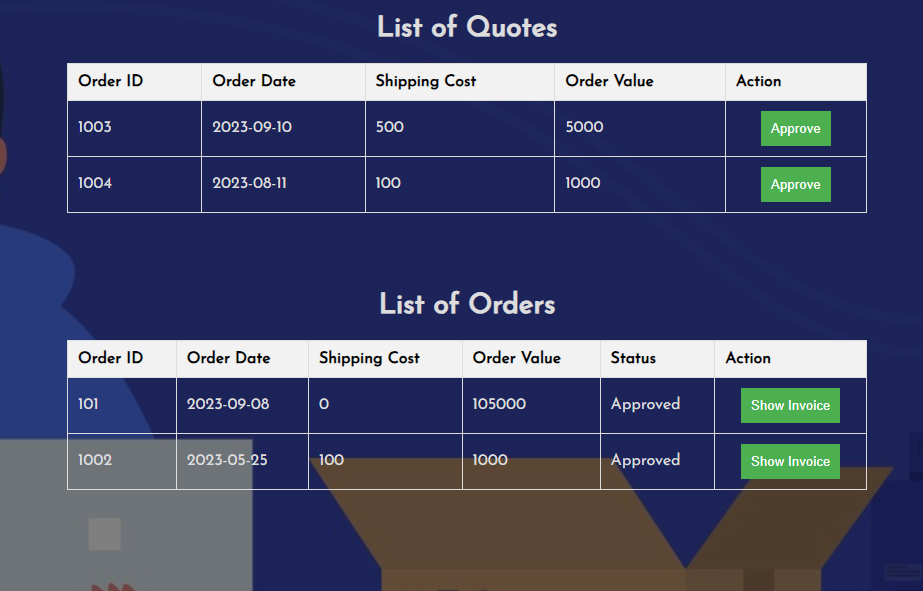 List of Quotes
Order ID Order Date Shipping Cost Order Value Action
1003 2023-09-10 500 5000 Approve
1004 2023-08-11 100 1000 Approve
List of Orders
Order ID Order Date Shipping Cost Order Value Status Action
101 2023-09-08 0 105000 Approved Show Invoice
1002 2023-05-25 100 1000 Approved Show Invoice